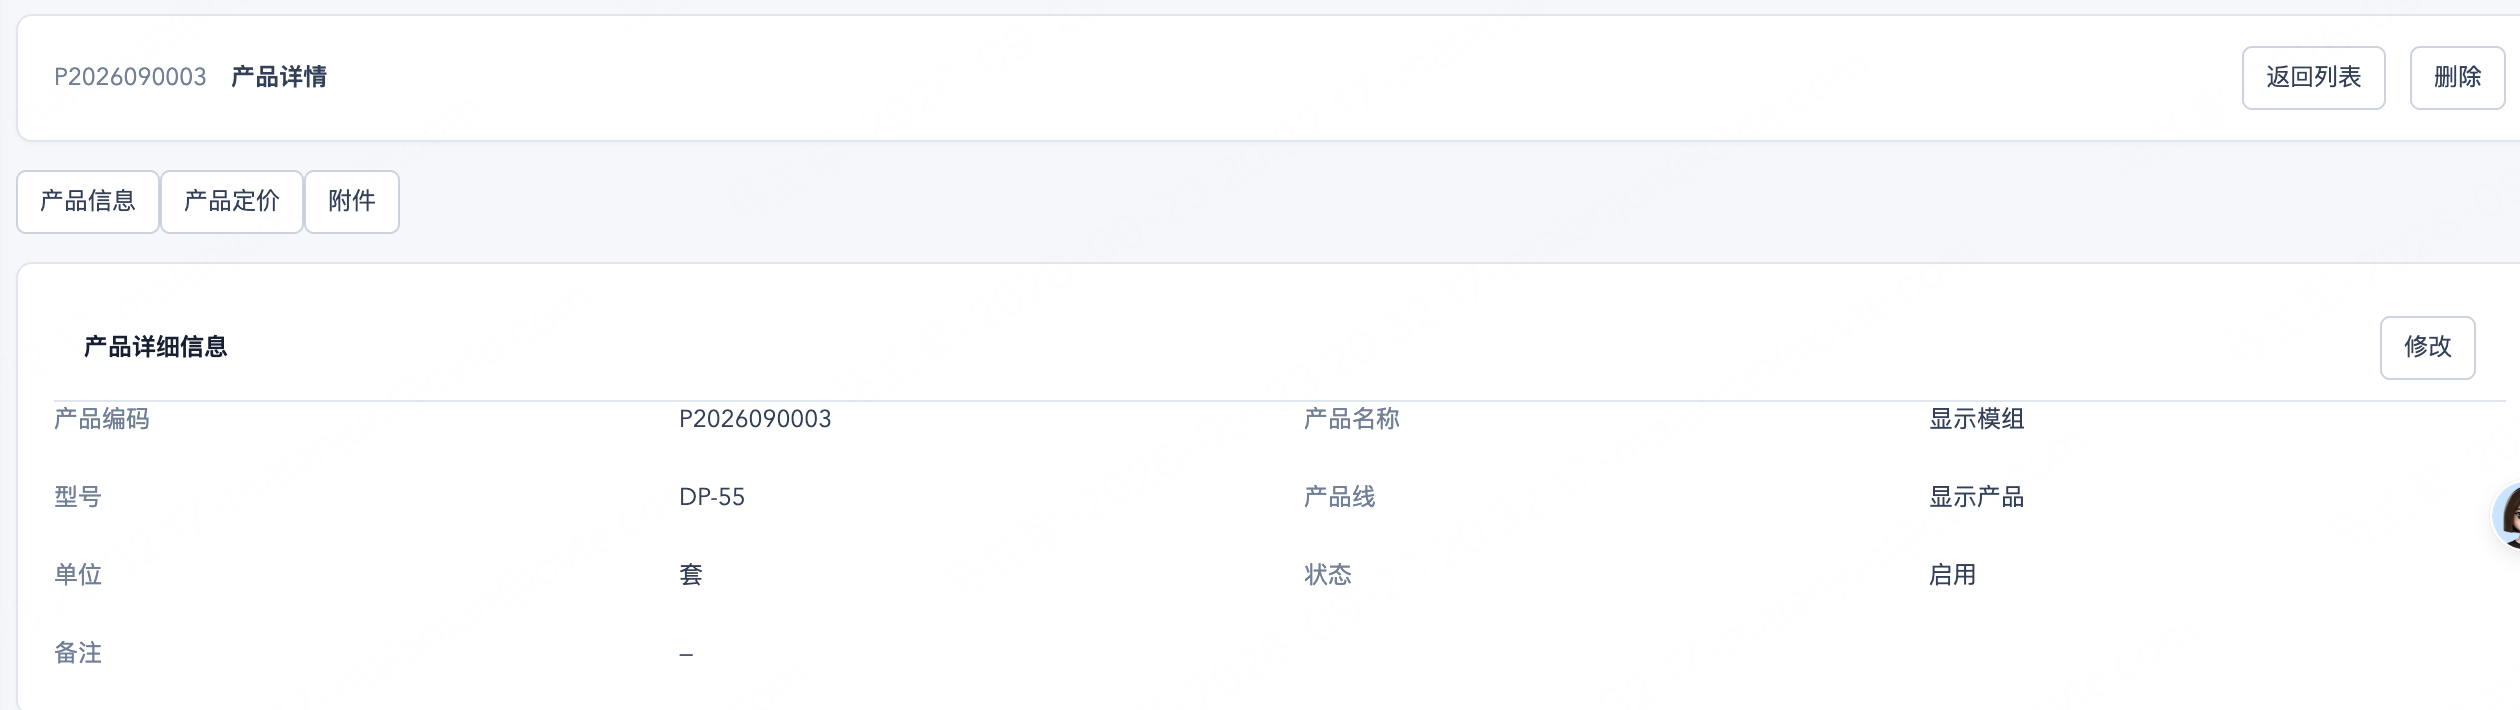 P2026090003 产品详情 返回列表 删除
产品信息 产品定价 附件
产品详细信息 修改
产品编码 P2026090003 产品名称 显示模组
型号 DP-55 产品线 显示产品
单位 套 状态 启用
备注 –